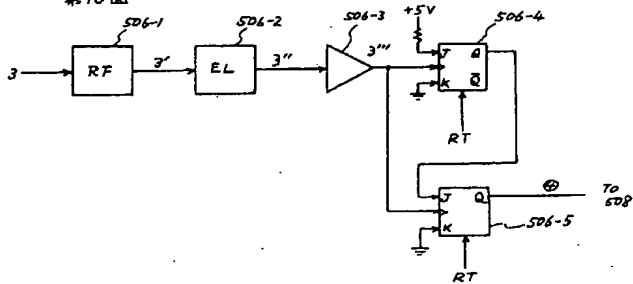 506-1
506-2
506-3
+5V
506-4
3
RF
3'
EL
3''
3'''
J Q
K Q̅
RT
J Q
K
⊕
TO
508
506-5
RT